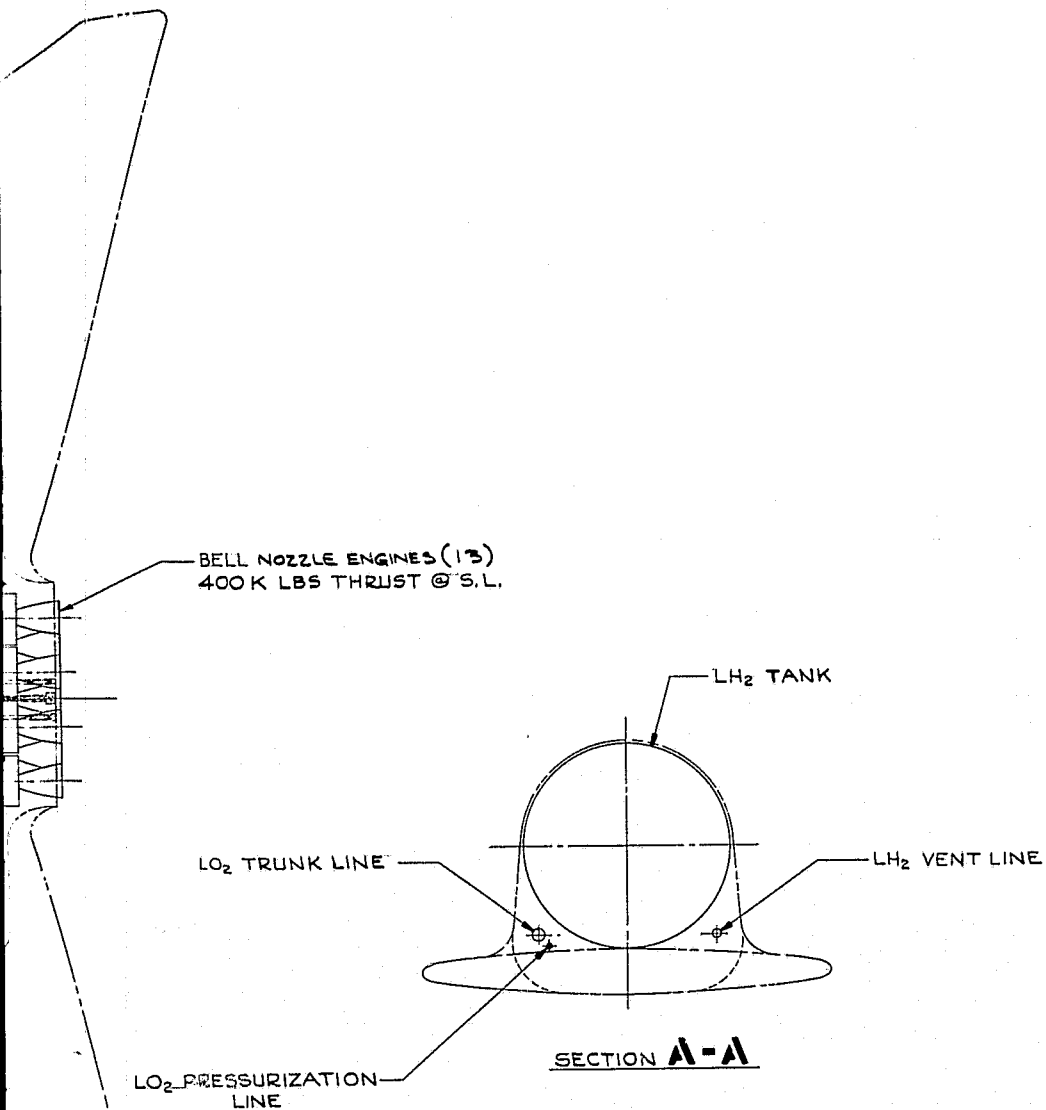 BELL NOZZLE ENGINES (13)
400 K LBS THRUST @ S.L.
LH₂ TANK
LO₂ TRUNK LINE
LH₂ VENT LINE
LO₂ PRESSURIZATION
LINE
SECTION A-A